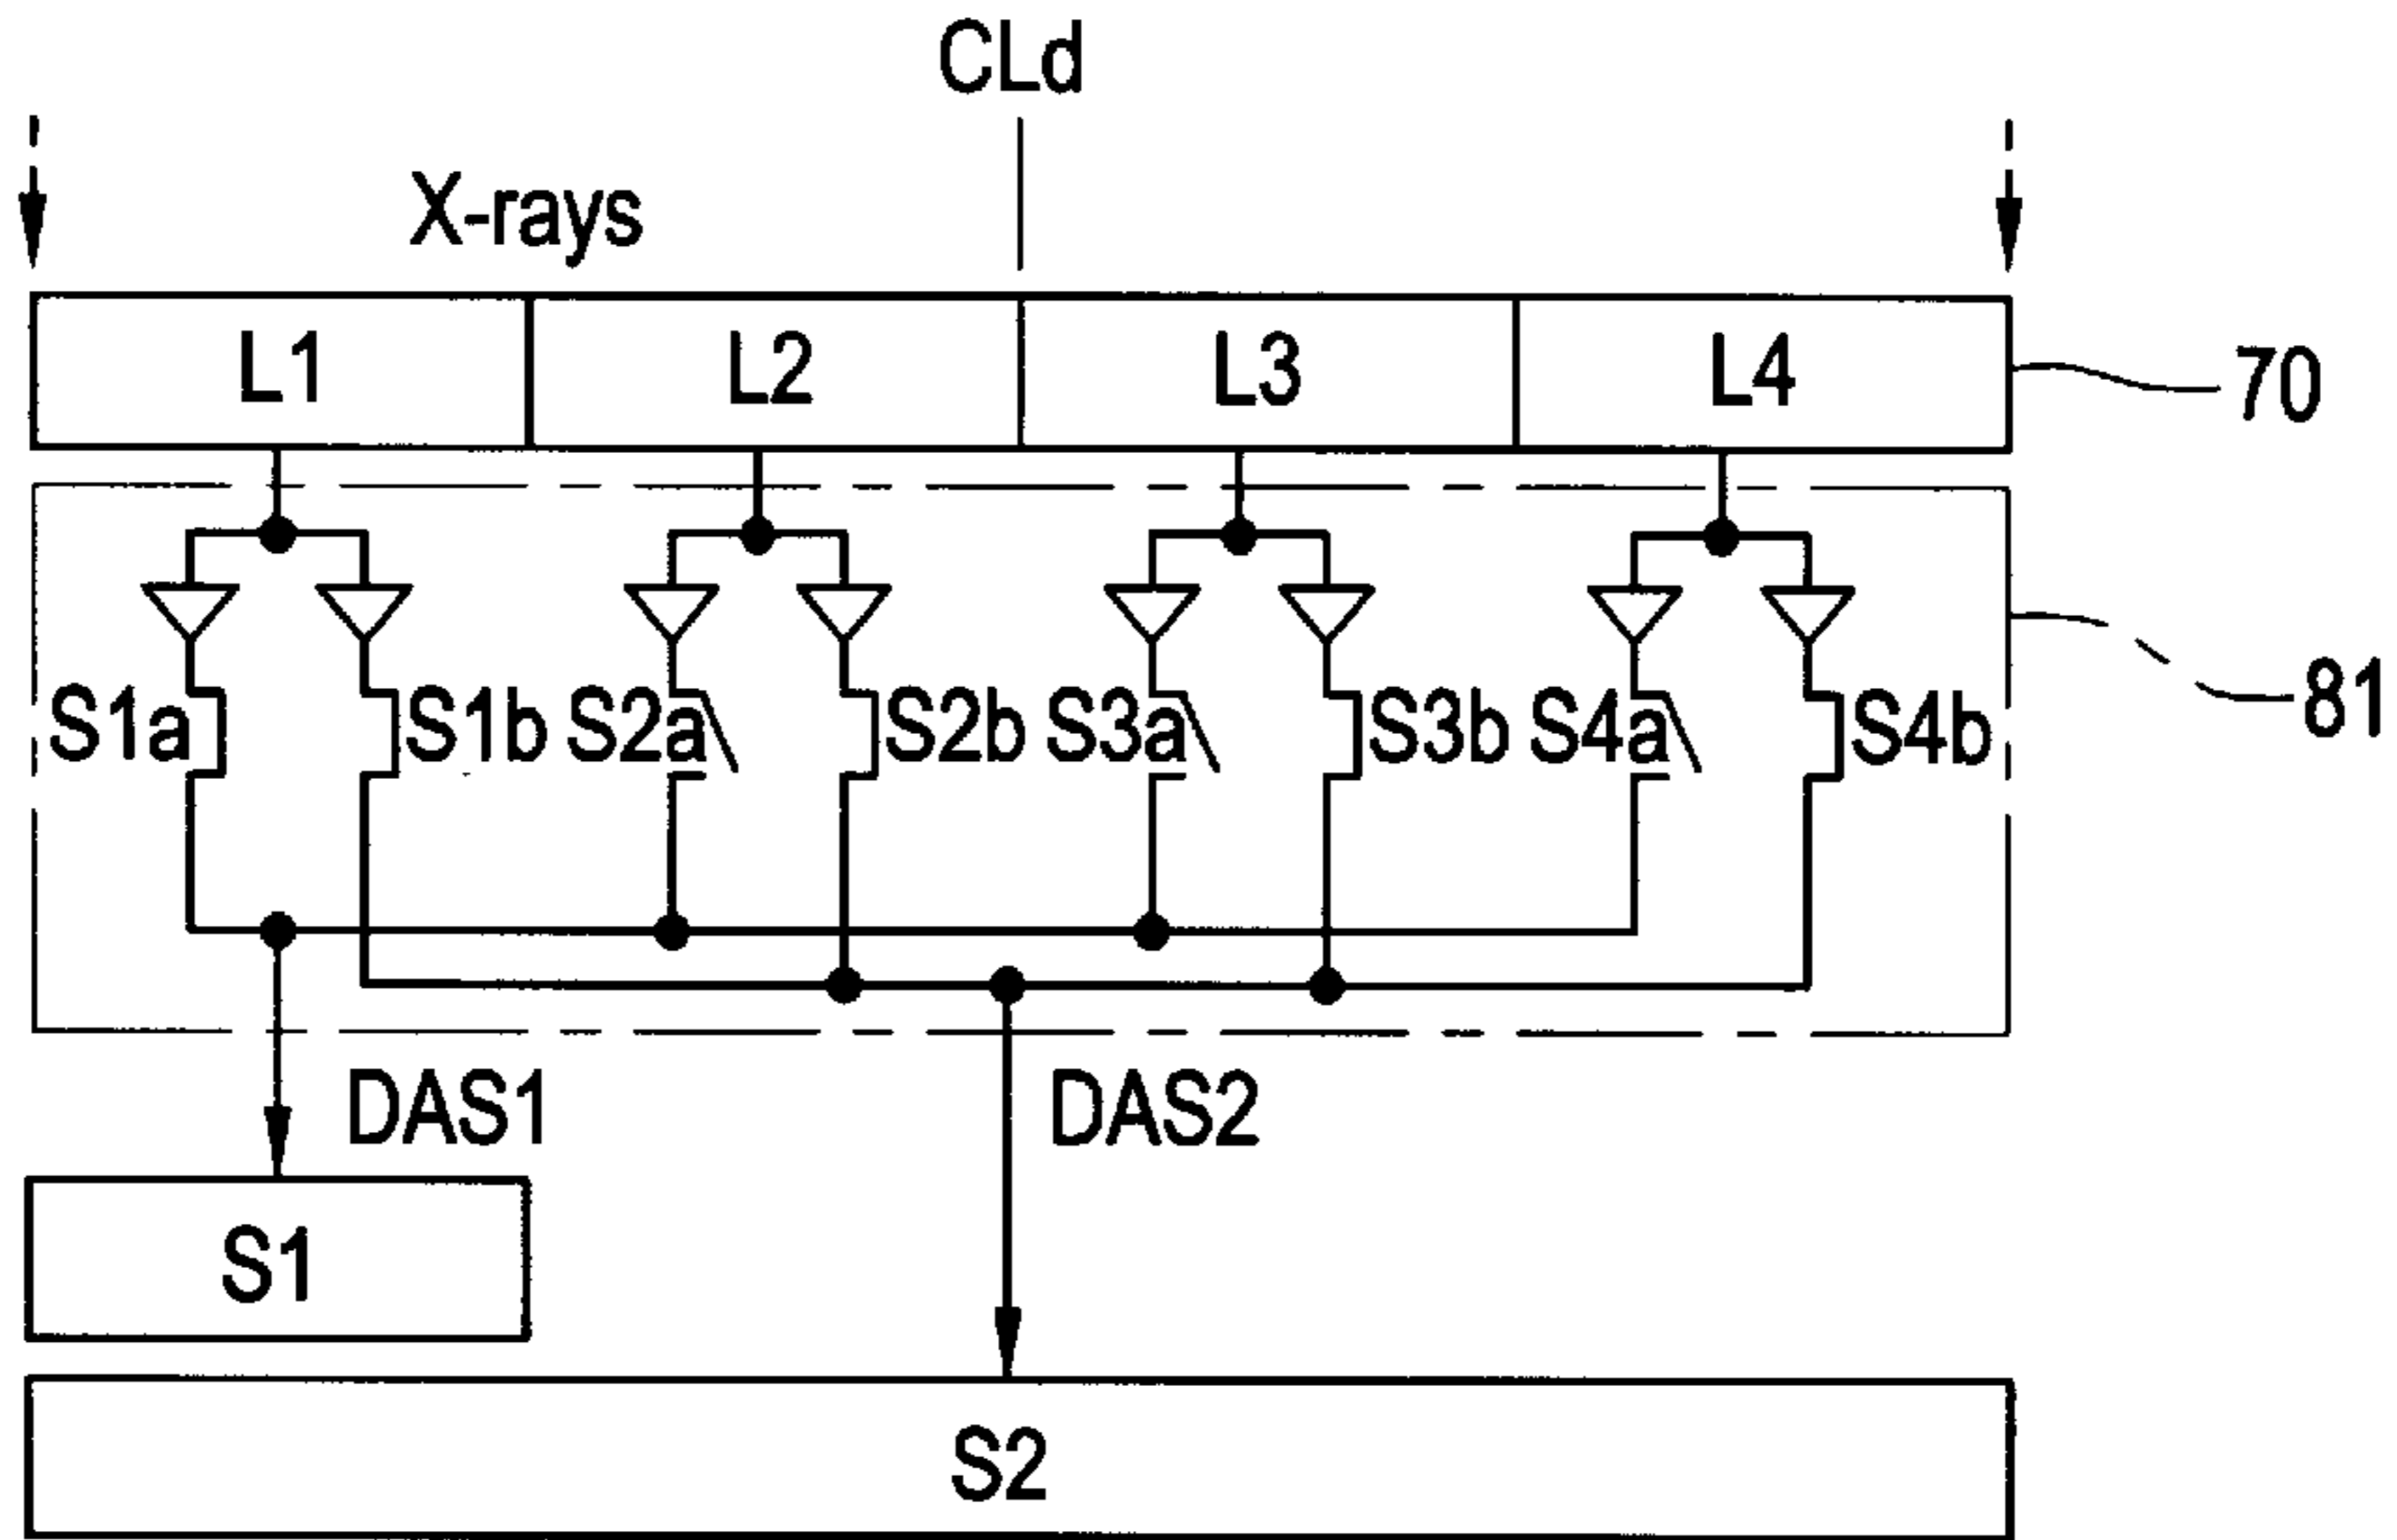 CLd
X-rays
L1 L2 L3 L4 70
S1a S1b S2a S2b S3a S3b S4a S4b 81
DAS1 DAS2
S1
S2